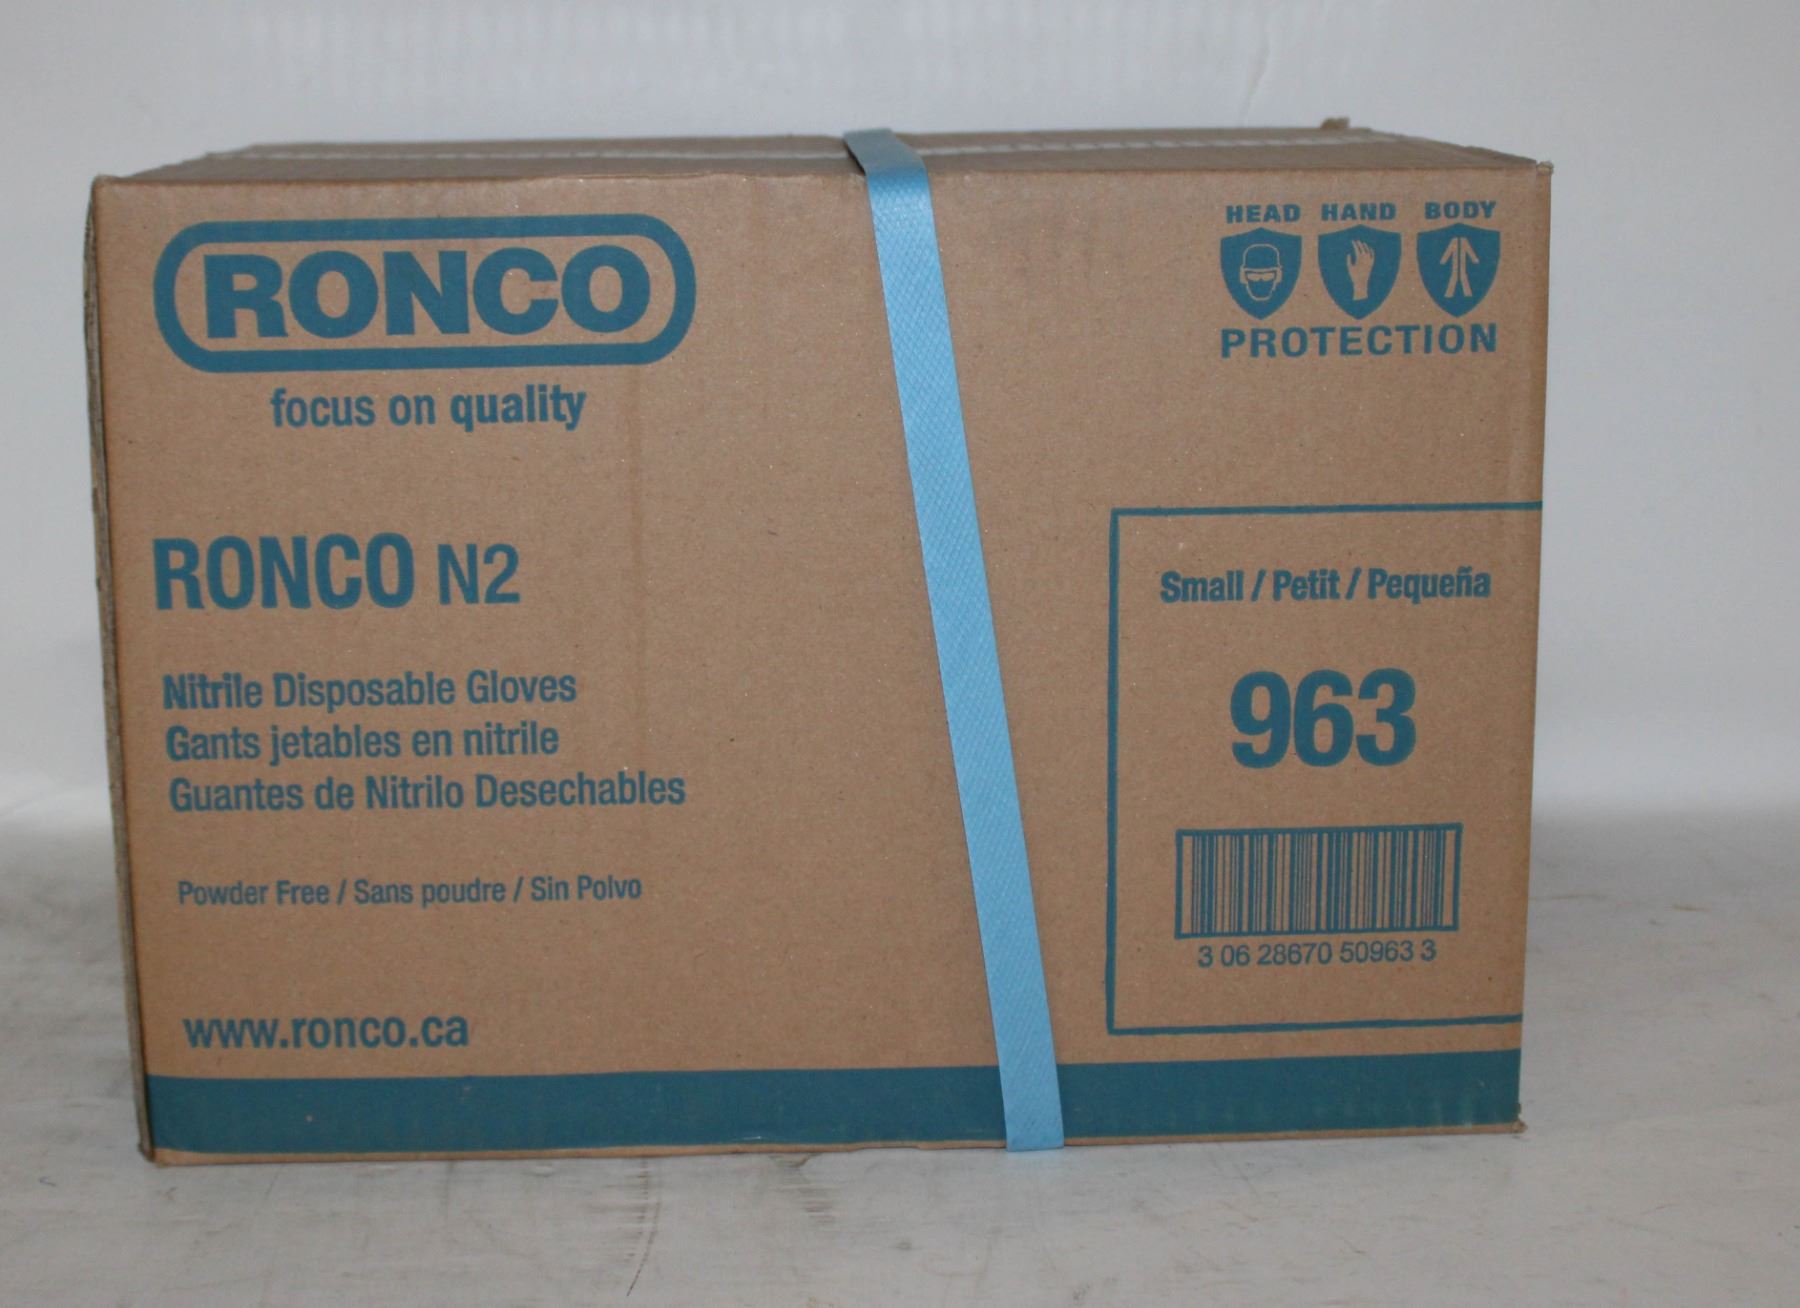 RONCO
focus on quality
HEAD HAND BODY
PROTECTION
RONCO N2
Nitrile Disposable Gloves
Gants jetables en nitrile
Guantes de Nitrilo Desechables
Powder Free / Sans poudre / Sin Polvo
www.ronco.ca
Small / Petit / Pequeña
963
3 06 28670 50963 3